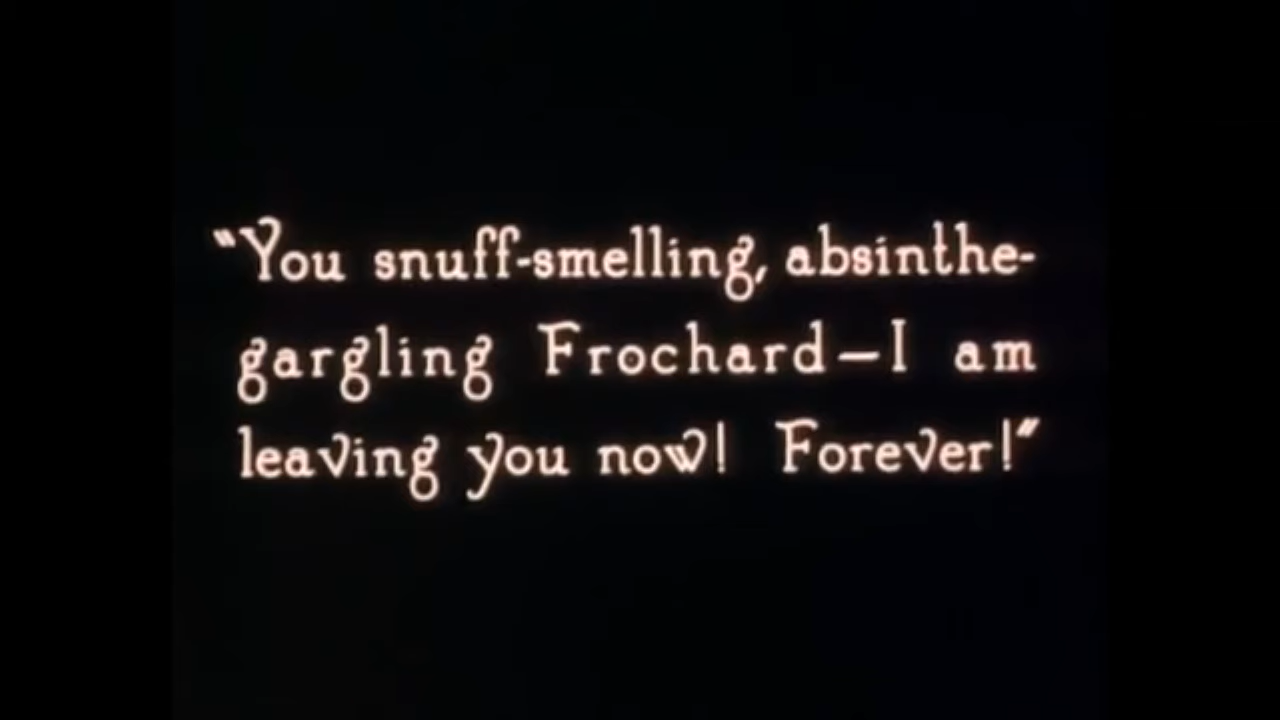 "You snuff-smelling, absinthe-
gargling Frochard—I am
leaving you now! Forever!"